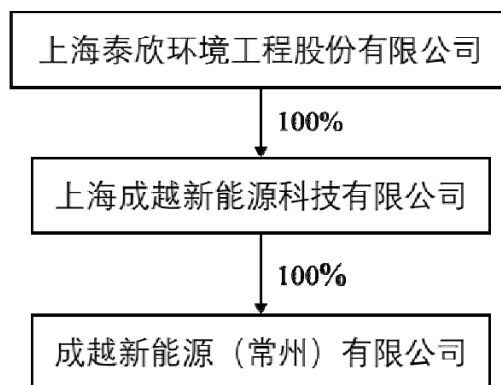 上海泰欣环境工程股份有限公司
100%
上海成越新能源科技有限公司
100%
成越新能源（常州）有限公司